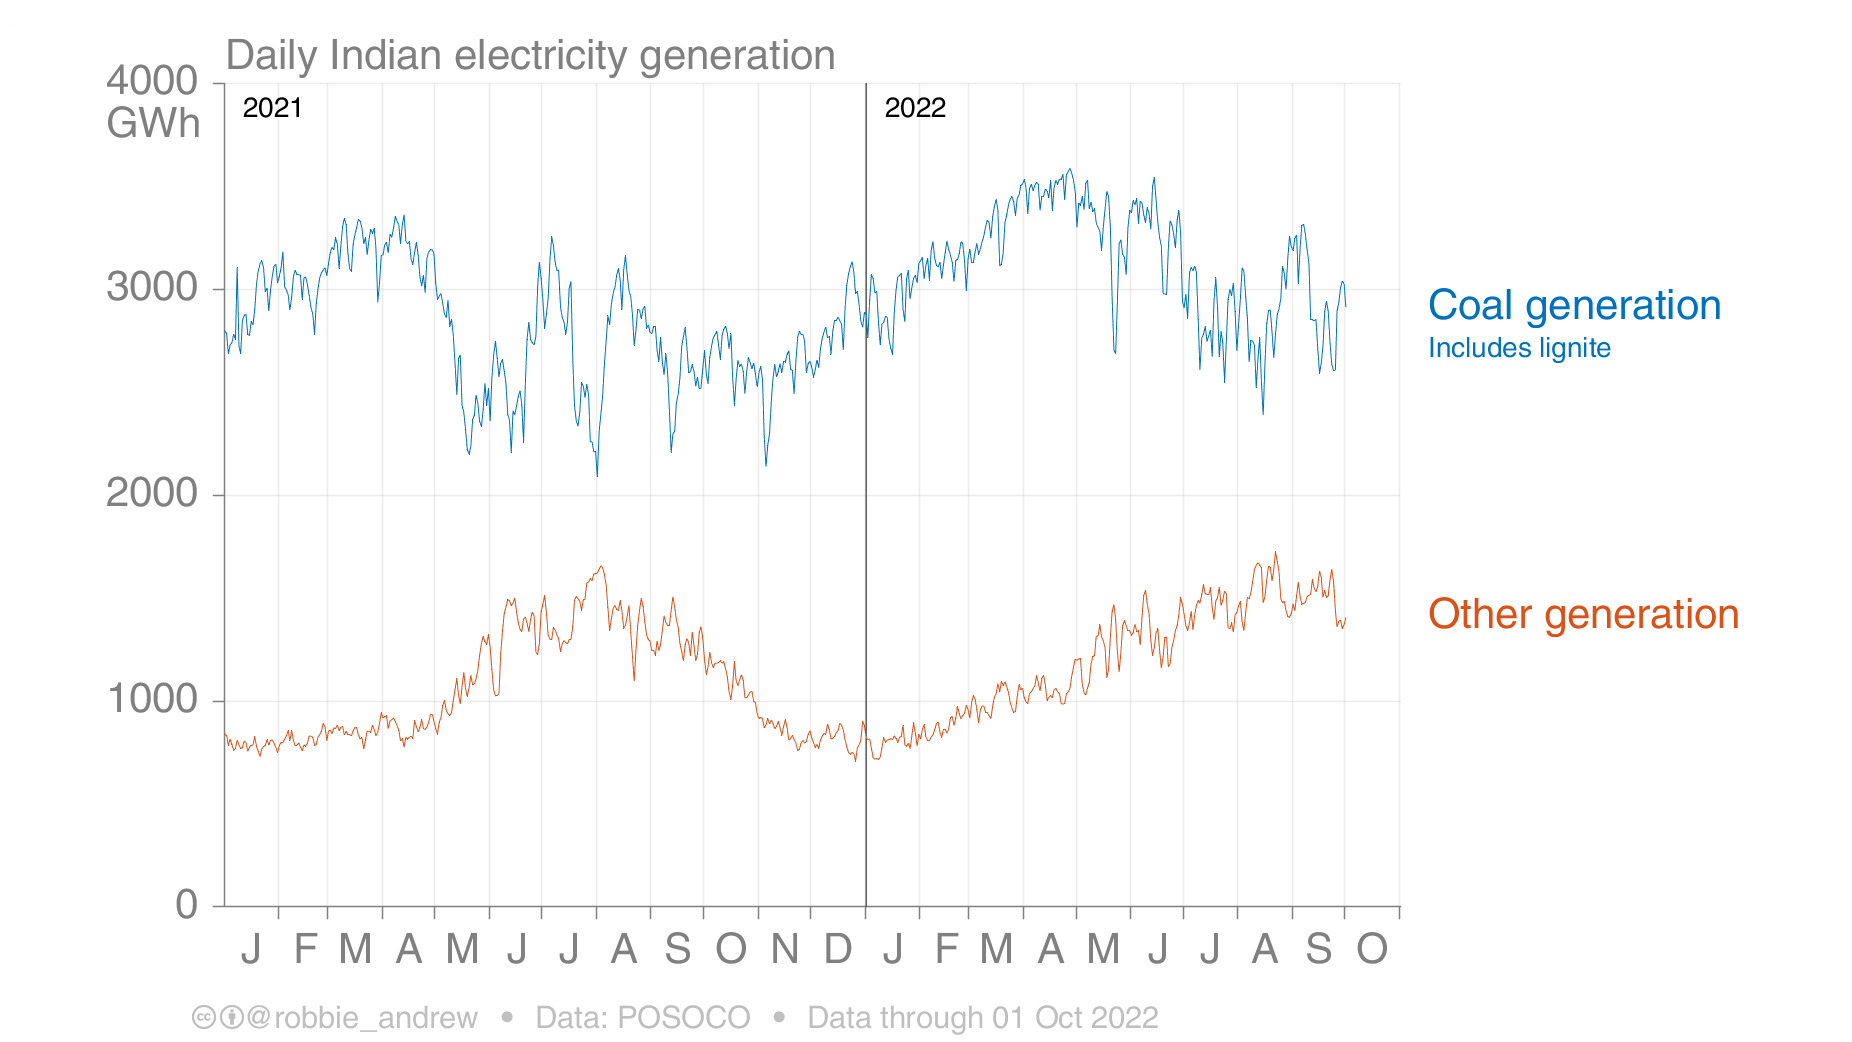 Daily Indian electricity generation
4000
GWh
2021
2022
3000
Coal generation
Includes lignite
2000
Other generation
1000
0
J F M A M J J A S O N D J F M A M J J A S O
cc @robbie_andrew • Data: POSOCO • Data through 01 Oct 2022